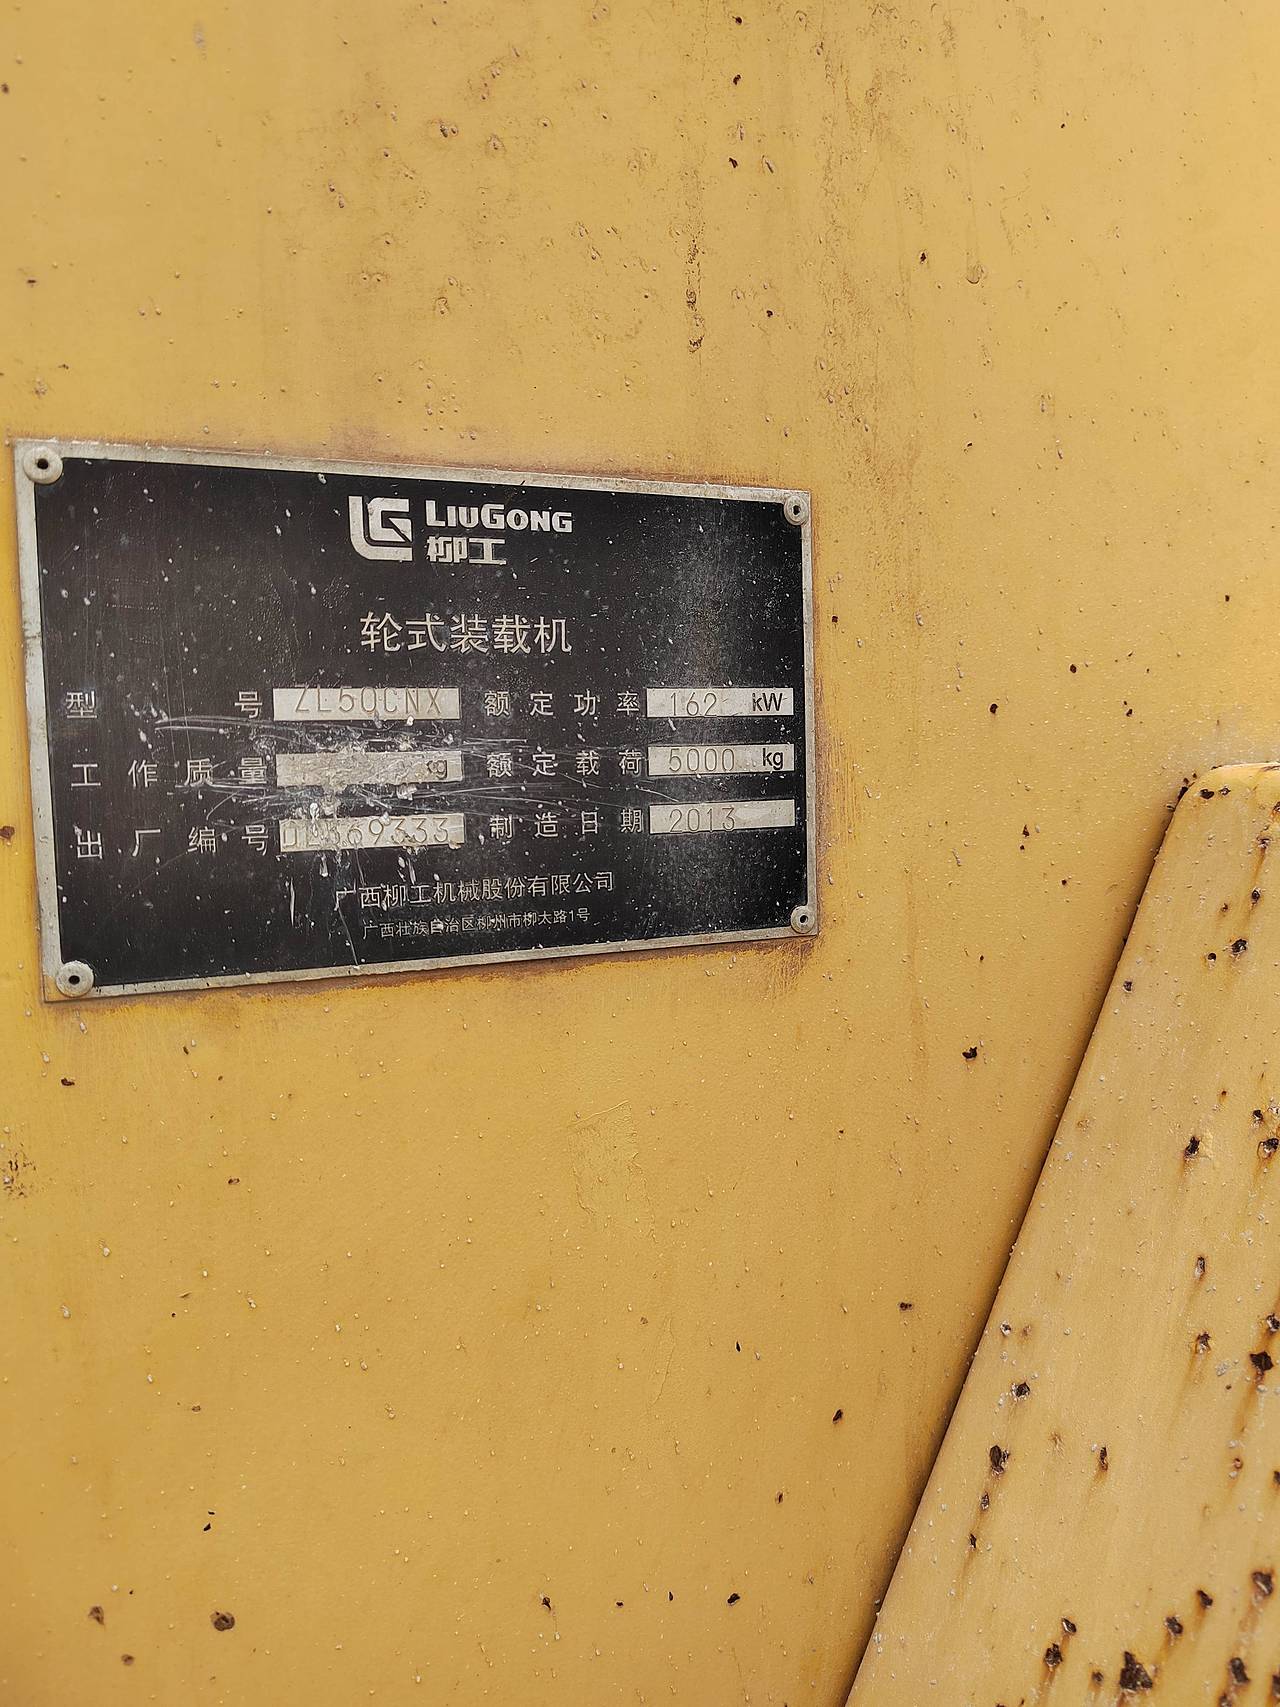 LIUGONG
柳工
轮式装载机
型号 ZL50CNX 额定功率 162 kW
工作质量 kg 额定载荷 5000 kg
出厂编号 制造日期 2013
广西柳工机械股份有限公司
广西壮族自治区柳州市柳太路1号